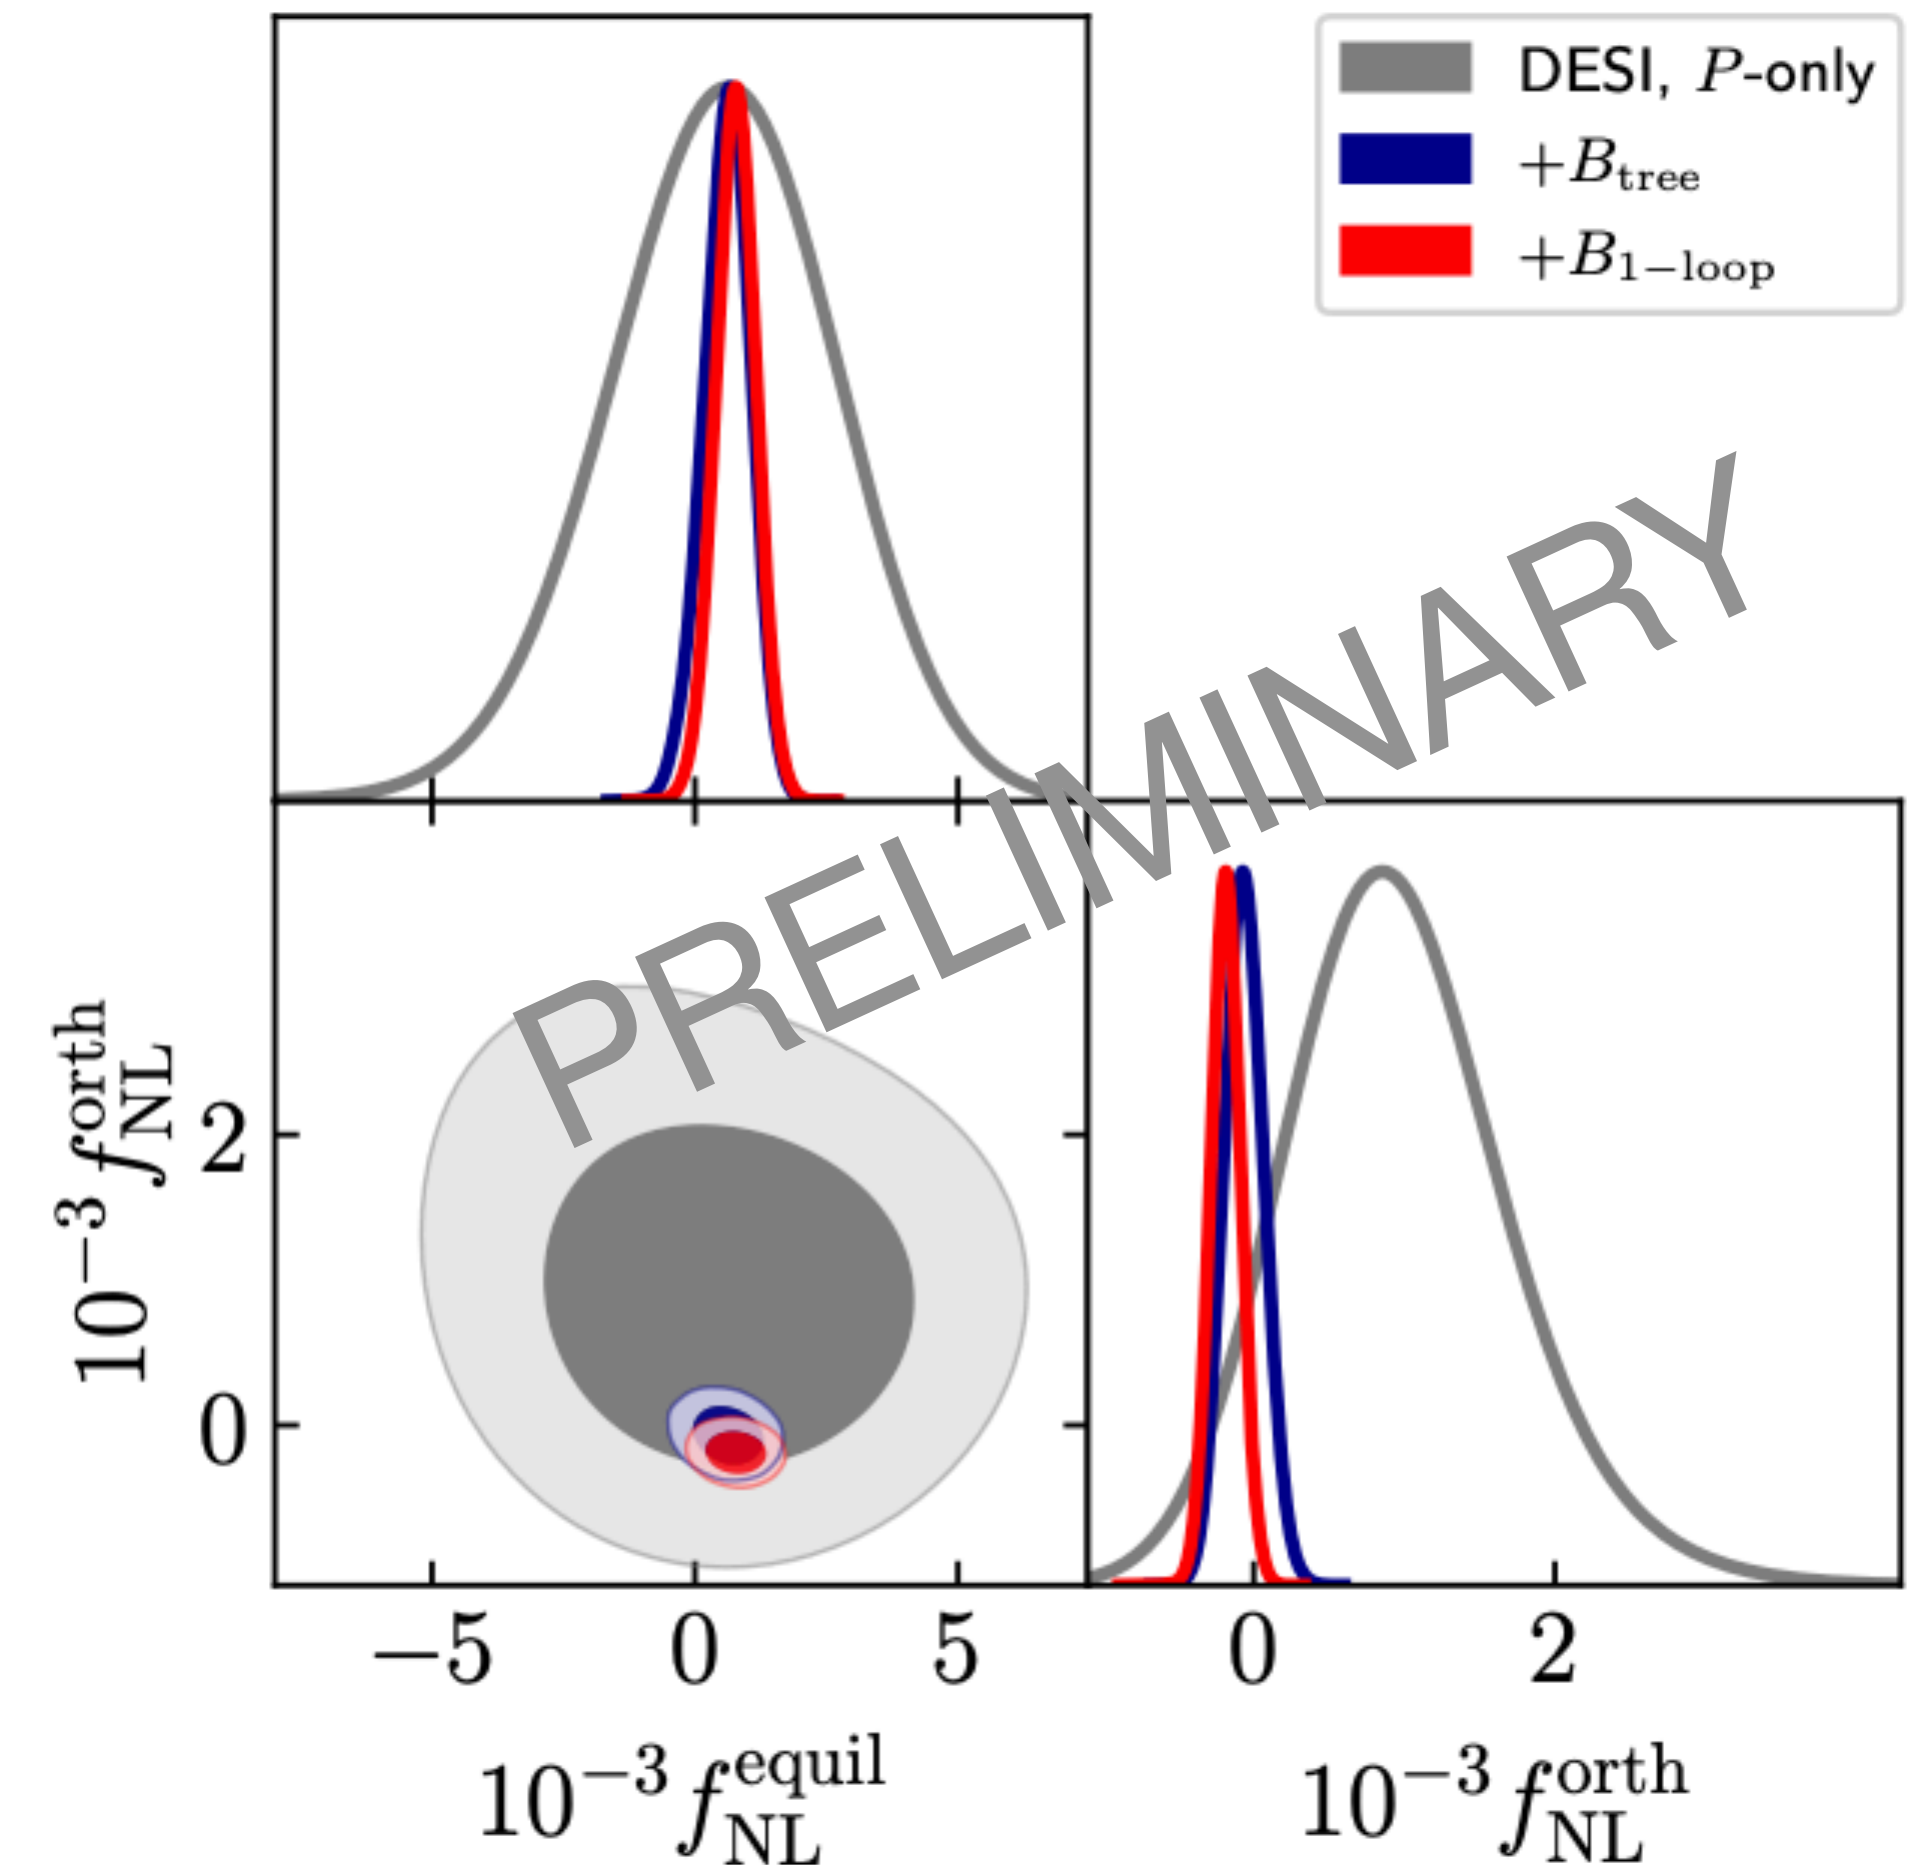 DESI, P-only
+B_tree
+B_1−loop
PRELIMINARY
10^−3 f_NL^orth
2
0
−5 0 5 0 2
10^−3 f_NL^equil 10^−3 f_NL^orth